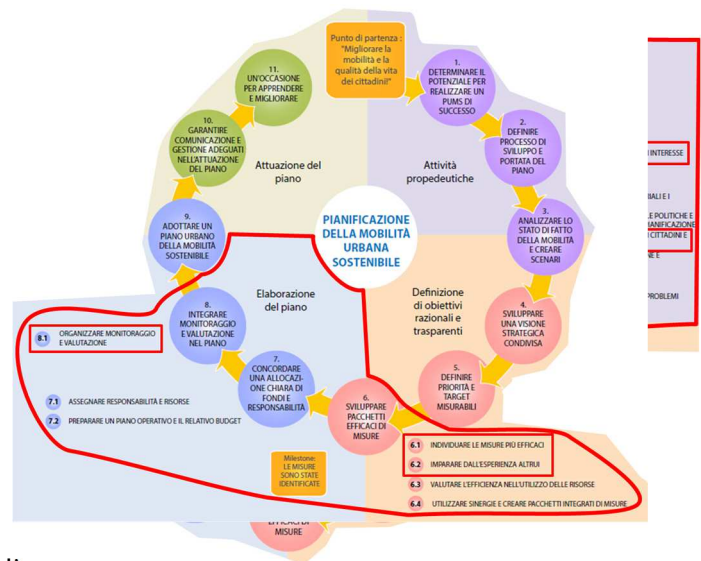 Punto di partenza :
"Migliorare la
mobilità e la
qualità della vita
dei cittadini!"
1.
DETERMINARE IL
POTENZIALE PER
REALIZZARE UN
PUMS DI
SUCCESSO
2.
DEFINIRE
PROCESSO DI
SVILUPPO E
PORTATA DEL
PIANO
3.
ANALIZZARE LO
STATO DI FATTO
DELLA MOBILITÀ
E CREARE
SCENARI
4.
SVILUPPARE
UNA VISIONE
STRATEGICA
CONDIVISA
5.
DEFINIRE
PRIORITÀ E
TARGET
MISURABILI
6.
SVILUPPARE
PACCHETTI
EFFICACI DI
MISURE
7.
CONCORDARE
UNA ALLOCAZI-
ONE CHIARA DI
FONDI E
RESPONSABILITÀ
8.
INTEGRARE
MONITORAGGIO
E VALUTAZIONE
NEL PIANO
9.
ADOTTARE UN
PIANO URBANO
DELLA MOBILITÀ
SOSTENIBILE
10.
GARANTIRE
COMUNICAZIONE E
GESTIONE ADEGUATI
NELL'ATTUAZIONE
DEL PIANO
11.
UN'OCCASIONE
PER APPRENDERE
E MIGLIORARE
Attuazione del
piano
Attività
propedeutiche
PIANIFICAZIONE
DELLA MOBILITÀ
URBANA
SOSTENIBILE
Elaborazione
del piano
Definizione
di obiettivi
razionali e
trasparenti
8.1 ORGANIZZARE MONITORAGGIO
E VALUTAZIONE
7.1 ASSEGNARE RESPONSABILITÀ E RISORSE
7.2 PREPARARE UN PIANO OPERATIVO E IL RELATIVO BUDGET
Milestone:
LE MISURE
SONO STATE
IDENTIFICATE
6.1 INDIVIDUARE LE MISURE PIÙ EFFICACI
6.2 IMPARARE DALL'ESPERIENZA ALTRUI
6.3 VALUTARE L'EFFICIENZA NELL'UTILIZZO DELLE RISORSE
6.4 UTILIZZARE SINERGIE E CREARE PACCHETTI INTEGRATI DI MISURE
INTERESSE
E POLITICHE E
CITTADINI E
PROBLEMI
EFFICACI DI
MISURE